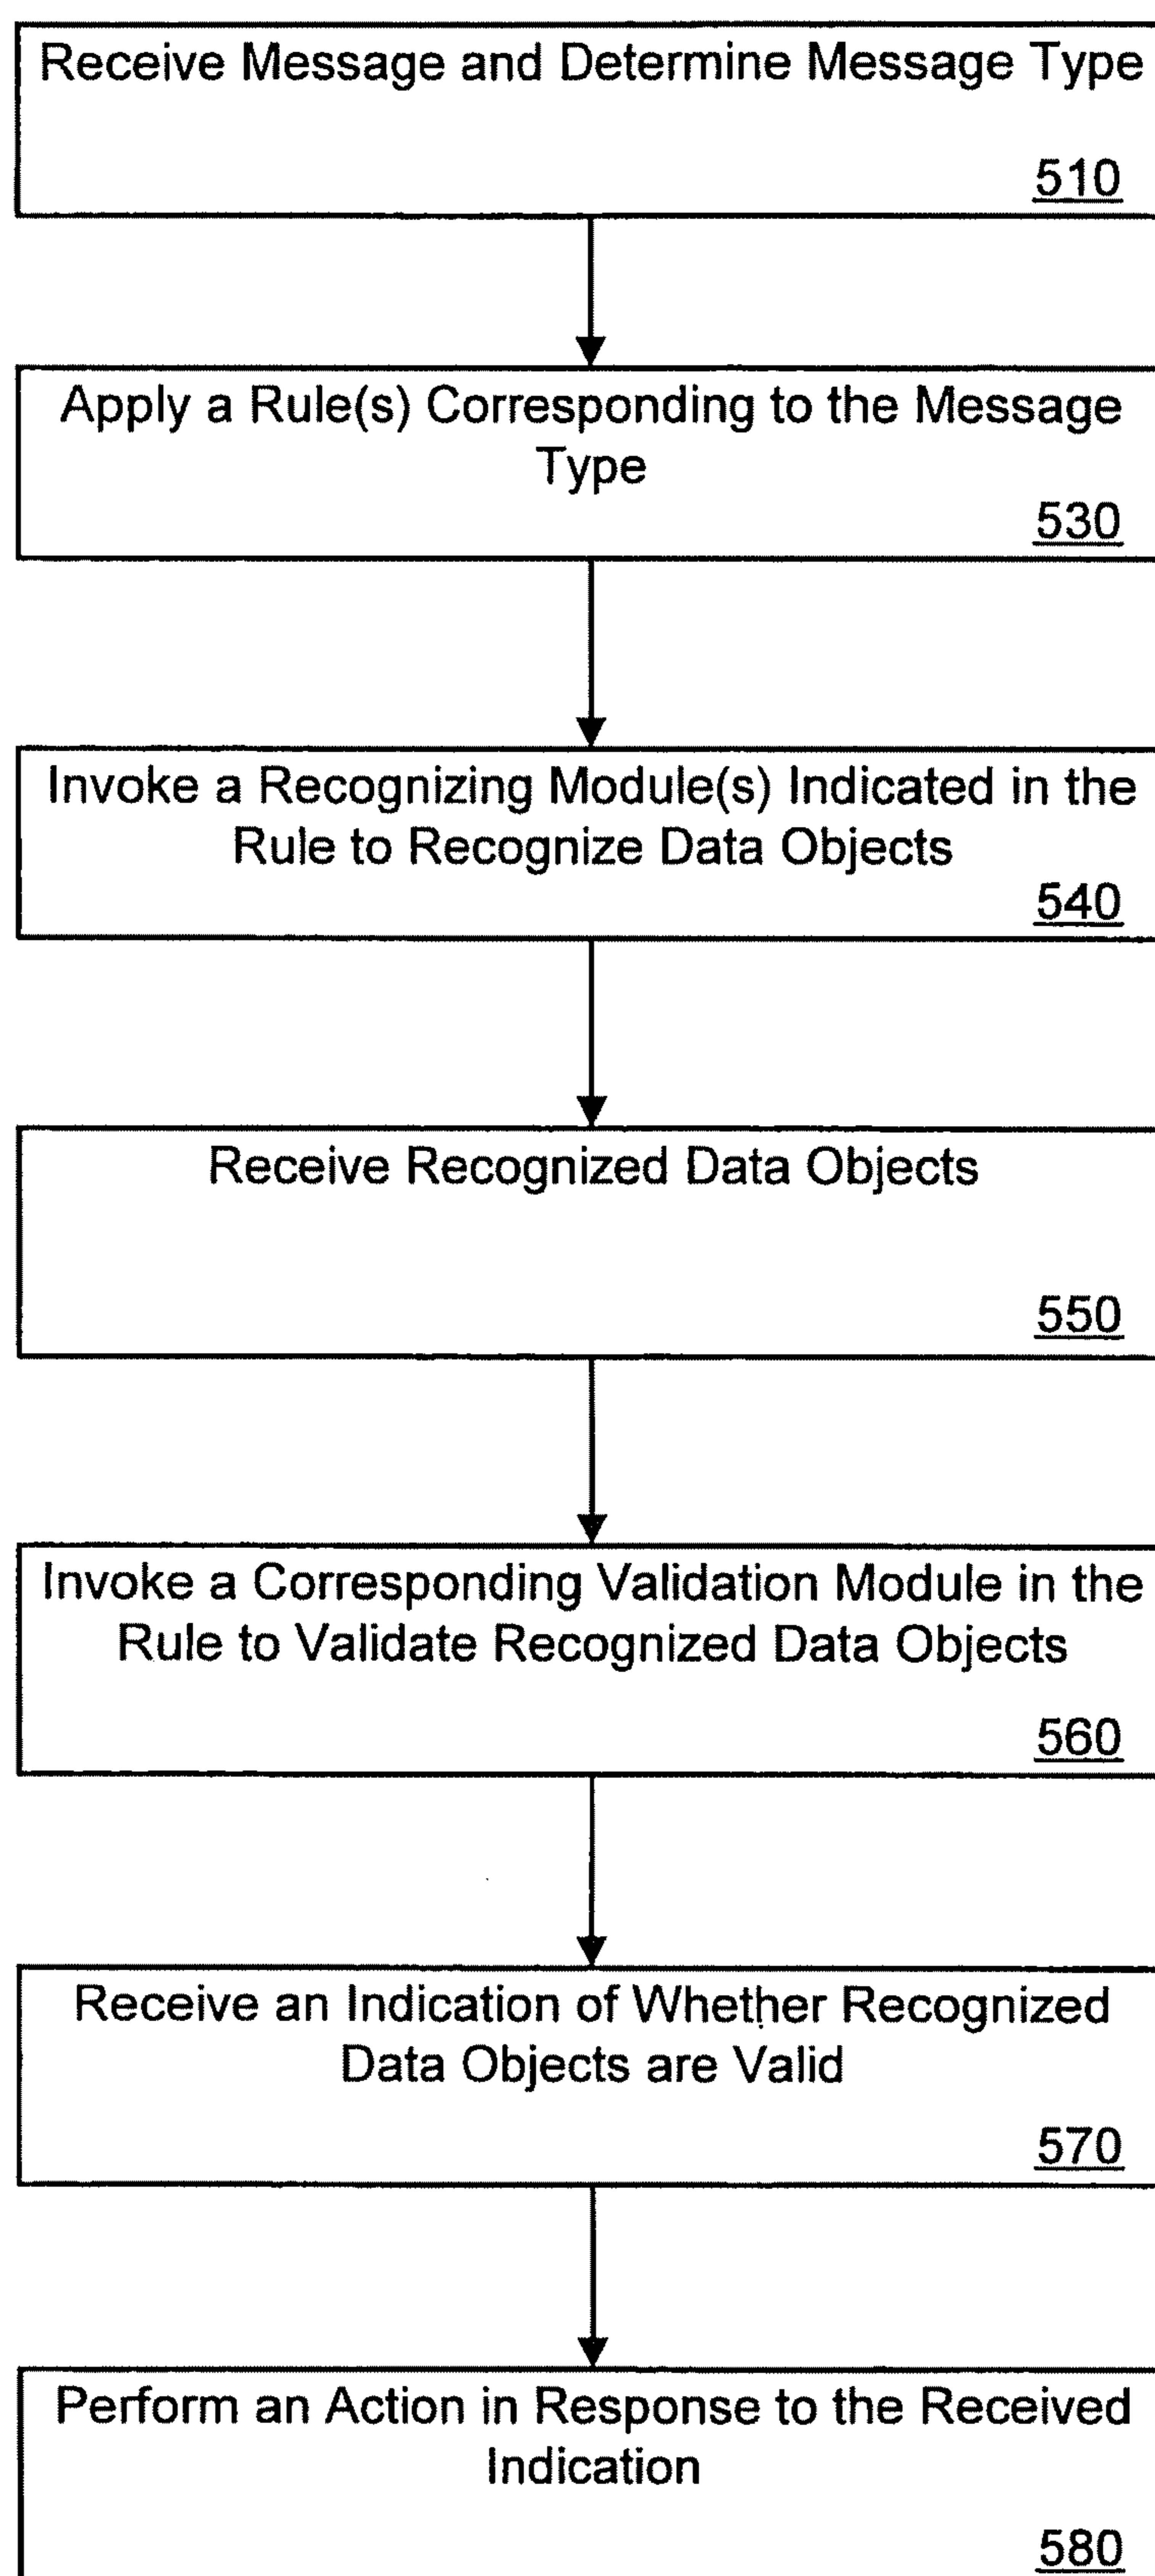 Receive Message and Determine Message Type
510
Apply a Rule(s) Corresponding to the Message
Type
530
Invoke a Recognizing Module(s) Indicated in the
Rule to Recognize Data Objects
540
Receive Recognized Data Objects
550
Invoke a Corresponding Validation Module in the
Rule to Validate Recognized Data Objects
560
Receive an Indication of Whether Recognized
Data Objects are Valid
570
Perform an Action in Response to the Received
Indication
580